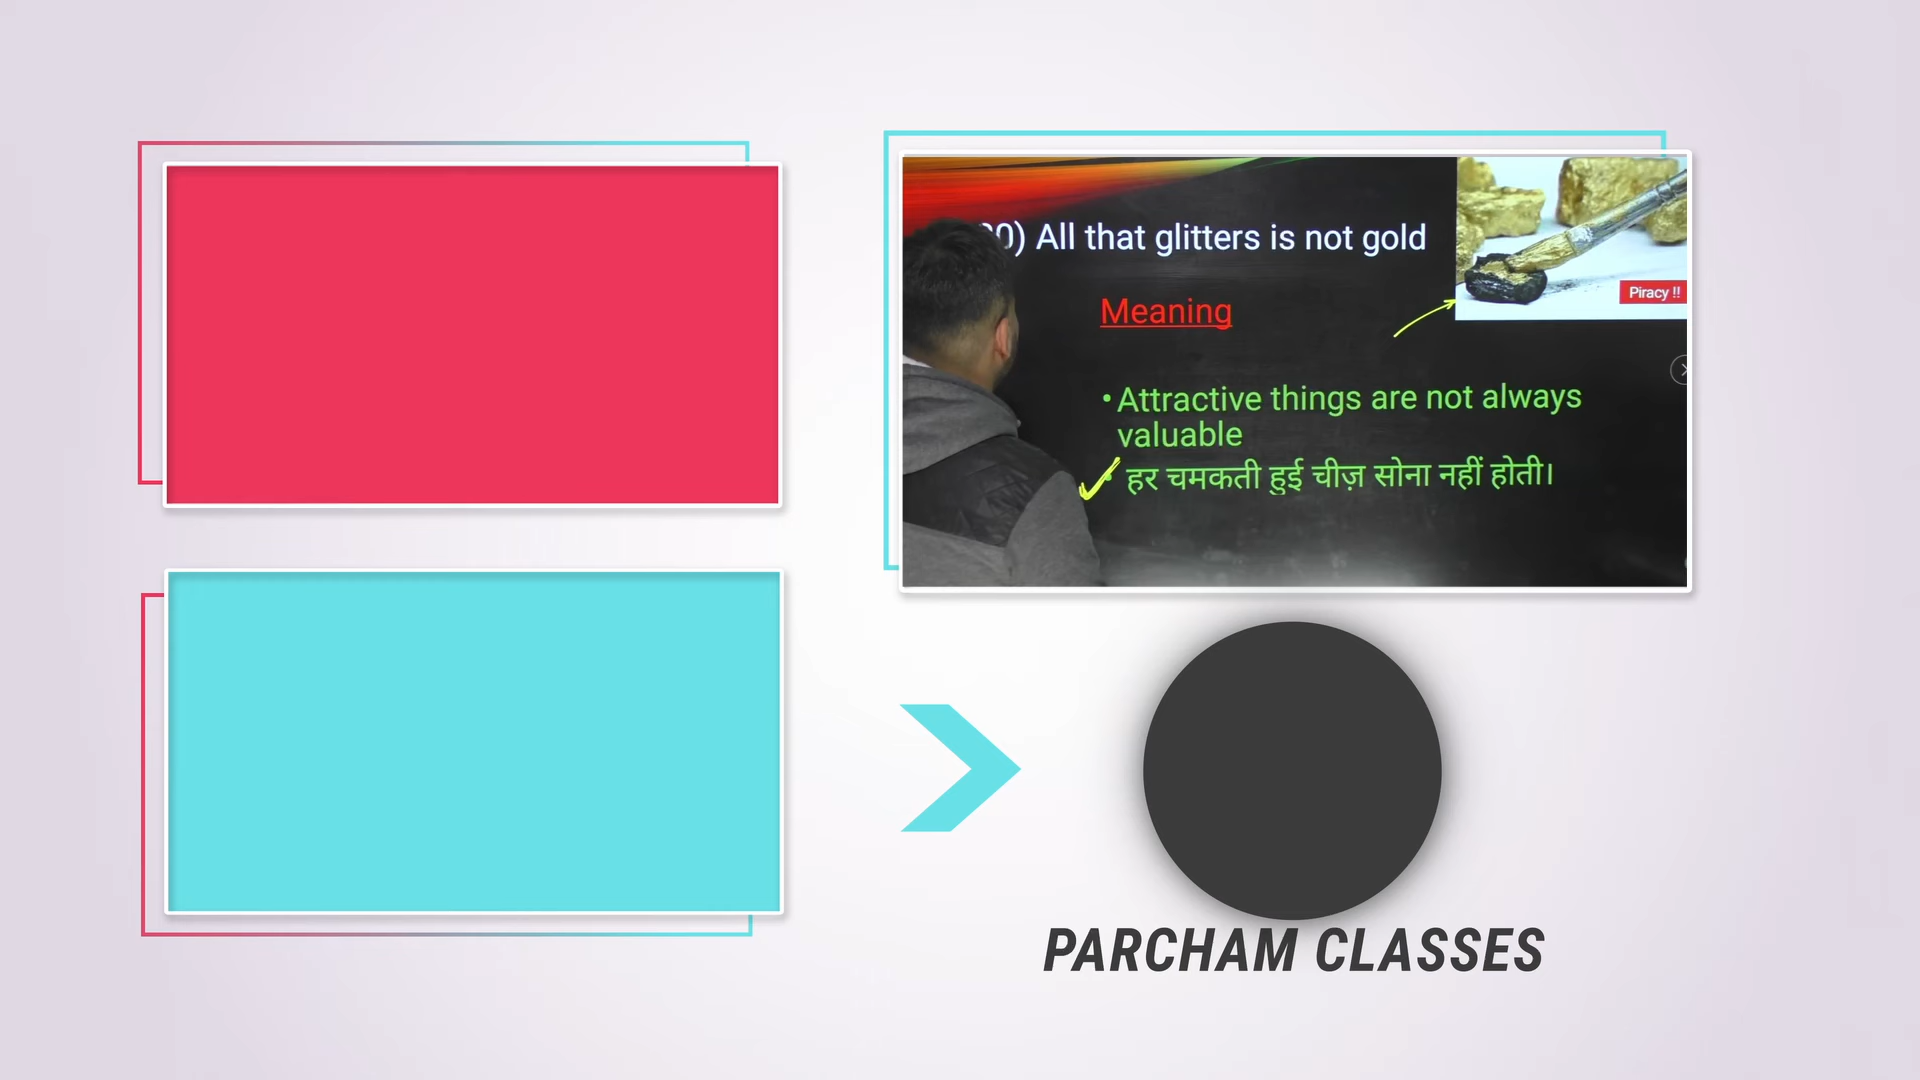 All that glitters is not gold
Piracy !!
Meaning
• Attractive things are not always
valuable
हर चमकती हुई चीज़ सोना नहीं होती।
PARCHAM CLASSES